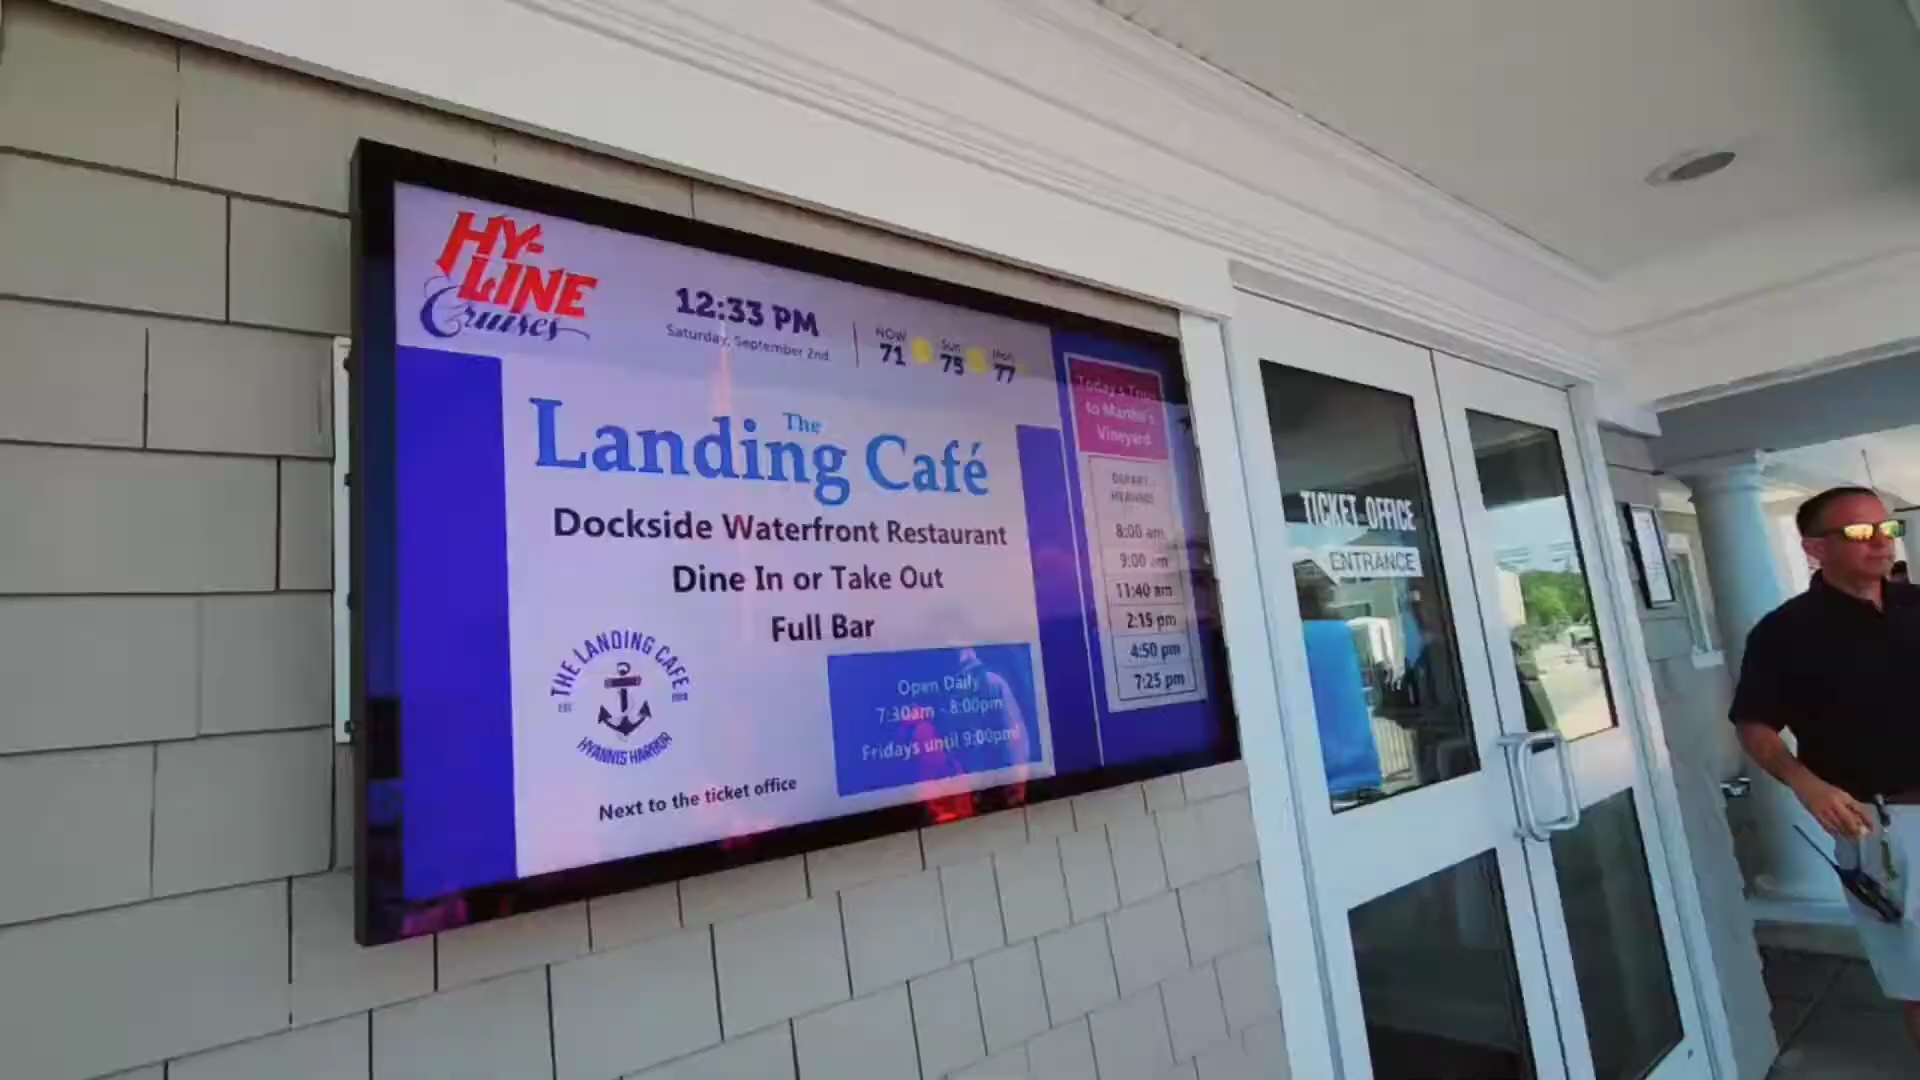 HY-
LINE
Cruises
12:33 PM
Saturday, September 2nd
NOW
71
Sun
75
Mon
77
The
Landing Café
Dockside Waterfront Restaurant
Dine In or Take Out
Full Bar
THE LANDING CAFE
HYANNIS HARBOR
Open Daily
7:30am - 8:00pm
Fridays until 9:00pm!
Next to the ticket office
Today's
to Martha's
Vineyard
DEPART
HYANNIS
8:00 am
9:00 am
11:40 am
2:15 pm
4:50 pm
7:25 pm
TICKET OFFICE
ENTRANCE